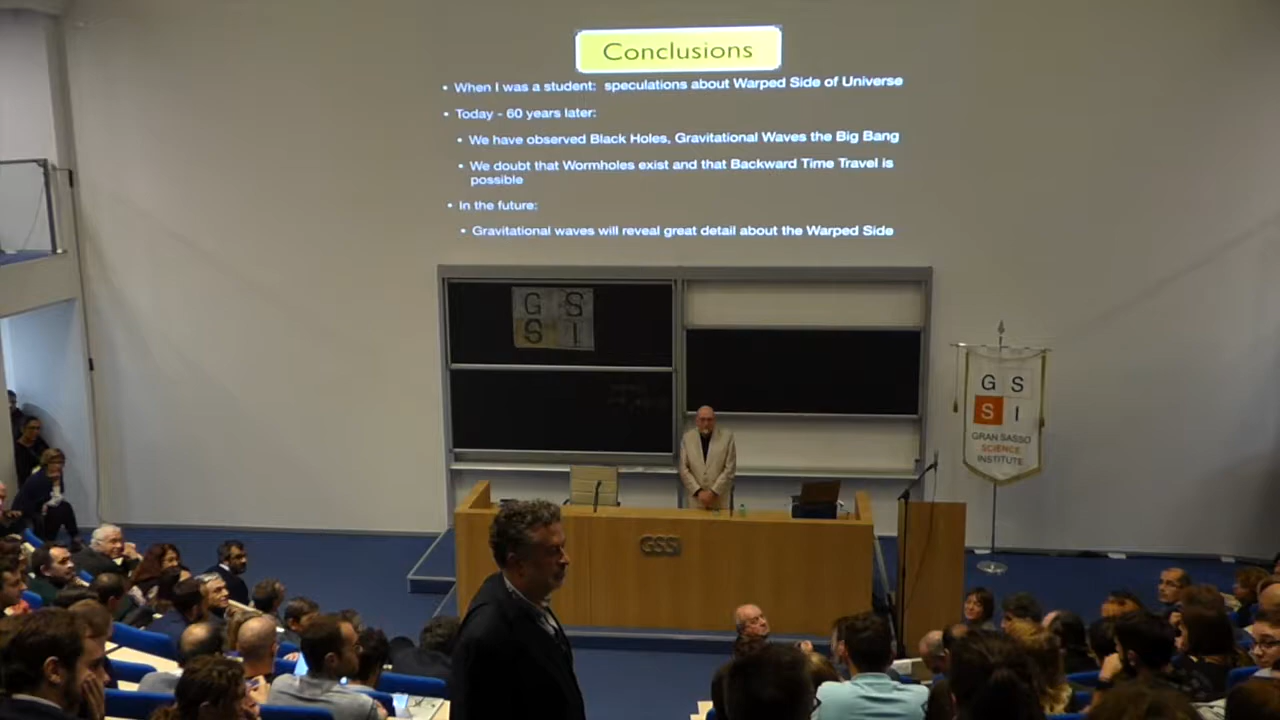 Conclusions
• When I was a student: speculations about Warped Side of Universe
• Today - 60 years later:
• We have observed Black Holes, Gravitational Waves the Big Bang
• We doubt that Wormholes exist and that Backward Time Travel is
possible
• In the future:
• Gravitational waves will reveal great detail about the Warped Side
G S
S I
G S
S I
GRAN SASSO
SCIENCE
INSTITUTE
GSSI